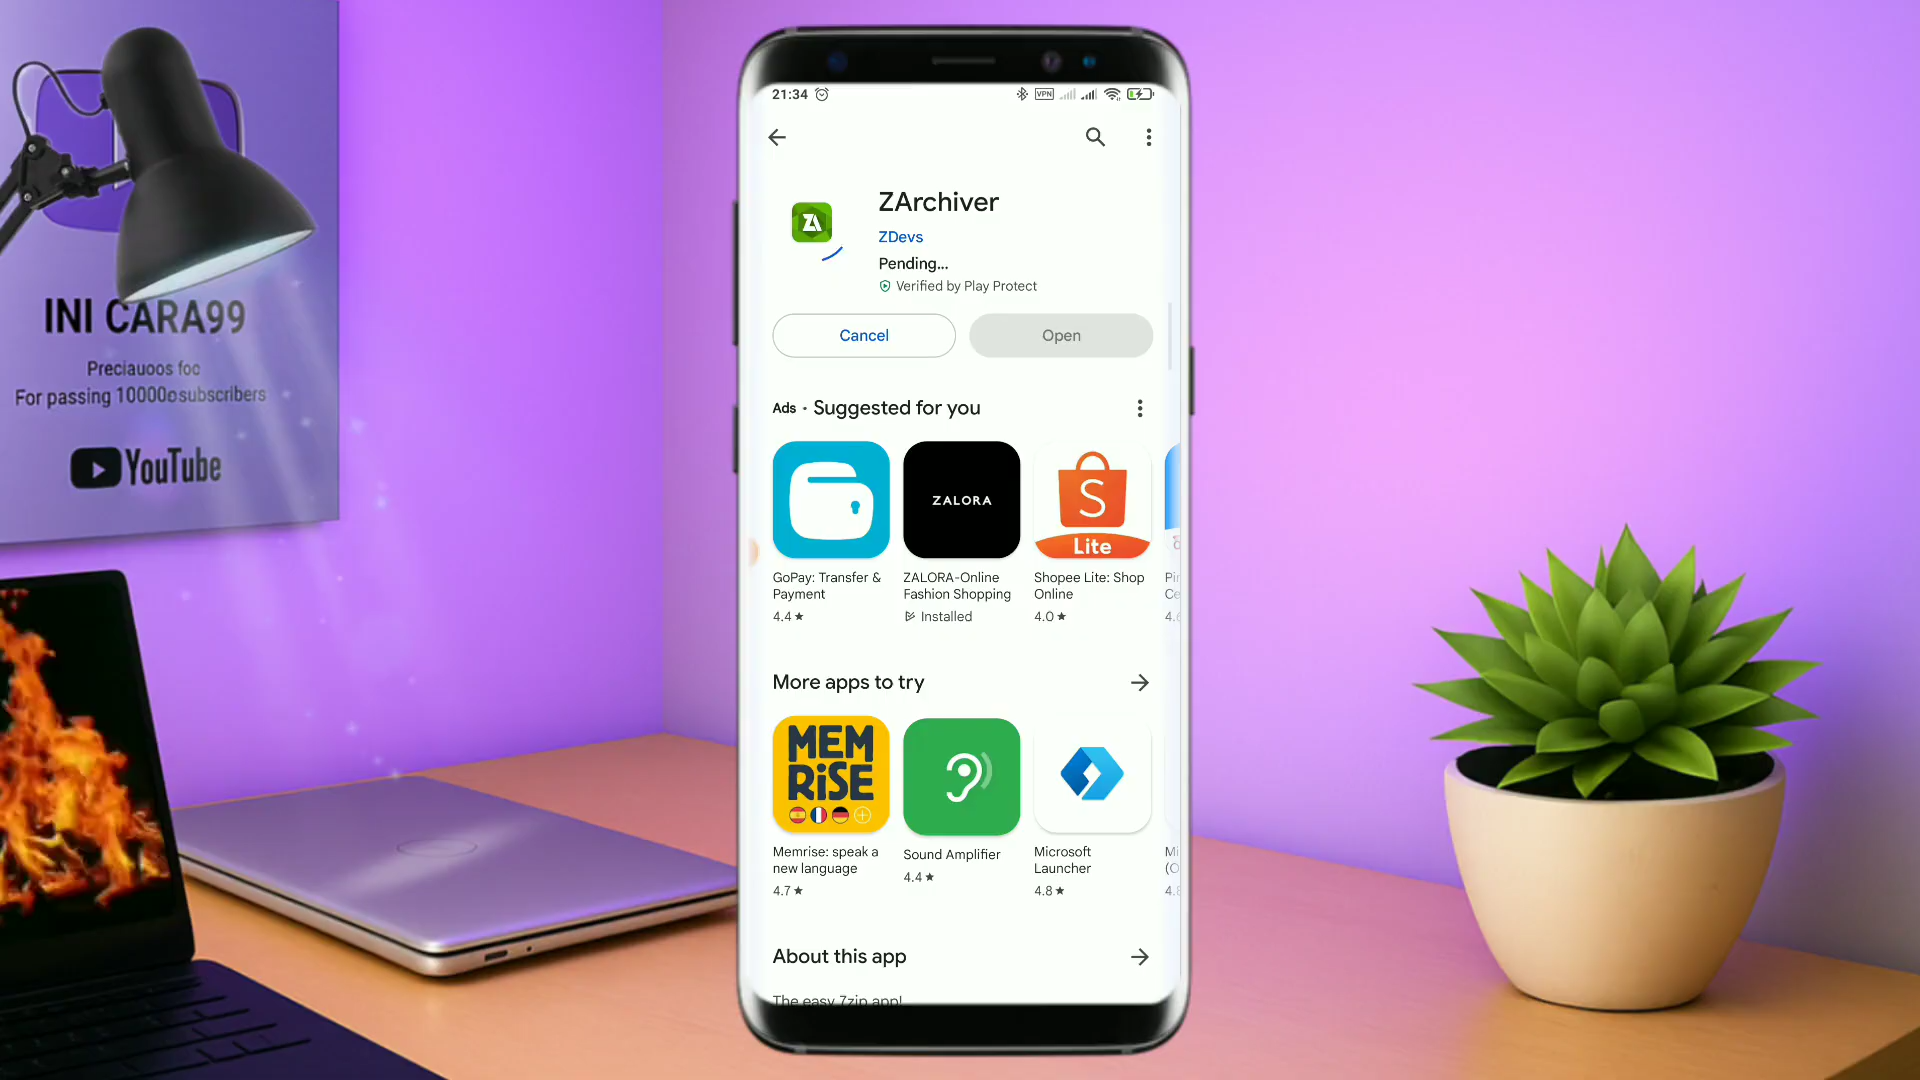 INI CARA99
Preciauoos foc
For passing 10000osubscribers
YouTube
21:34
VPN
ZA
ZArchiver
ZDevs
Pending...
Verified by Play Protect
Cancel
Open
Ads • Suggested for you
ZALORA
S
Lite
GoPay: Transfer &
Payment
4.4★
ZALORA-Online
Fashion Shopping
Installed
Shopee Lite: Shop
Online
4.0★
More apps to try
MEM
RiSE
Memrise: speak a
new language
4.7★
Sound Amplifier
4.4★
Microsoft
Launcher
4.8★
About this app
The easy 7zip app!